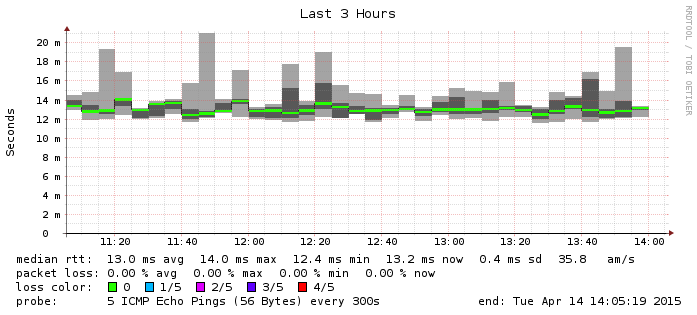 Last 3 Hours
RRDTOOL / TOBI OETIKER
Seconds
20 m
18 m
16 m
14 m
12 m
10 m
8 m
6 m
4 m
2 m
0
11:20 11:40 12:00 12:20 12:40 13:00 13:20 13:40 14:00
median rtt: 13.0 ms avg 14.0 ms max 12.4 ms min 13.2 ms now 0.4 ms sd 35.8 am/s
packet loss: 0.00 % avg 0.00 % max 0.00 % min 0.00 % now
loss color: 0 1/5 2/5 3/5 4/5
probe: 5 ICMP Echo Pings (56 Bytes) every 300s end: Tue Apr 14 14:05:19 2015